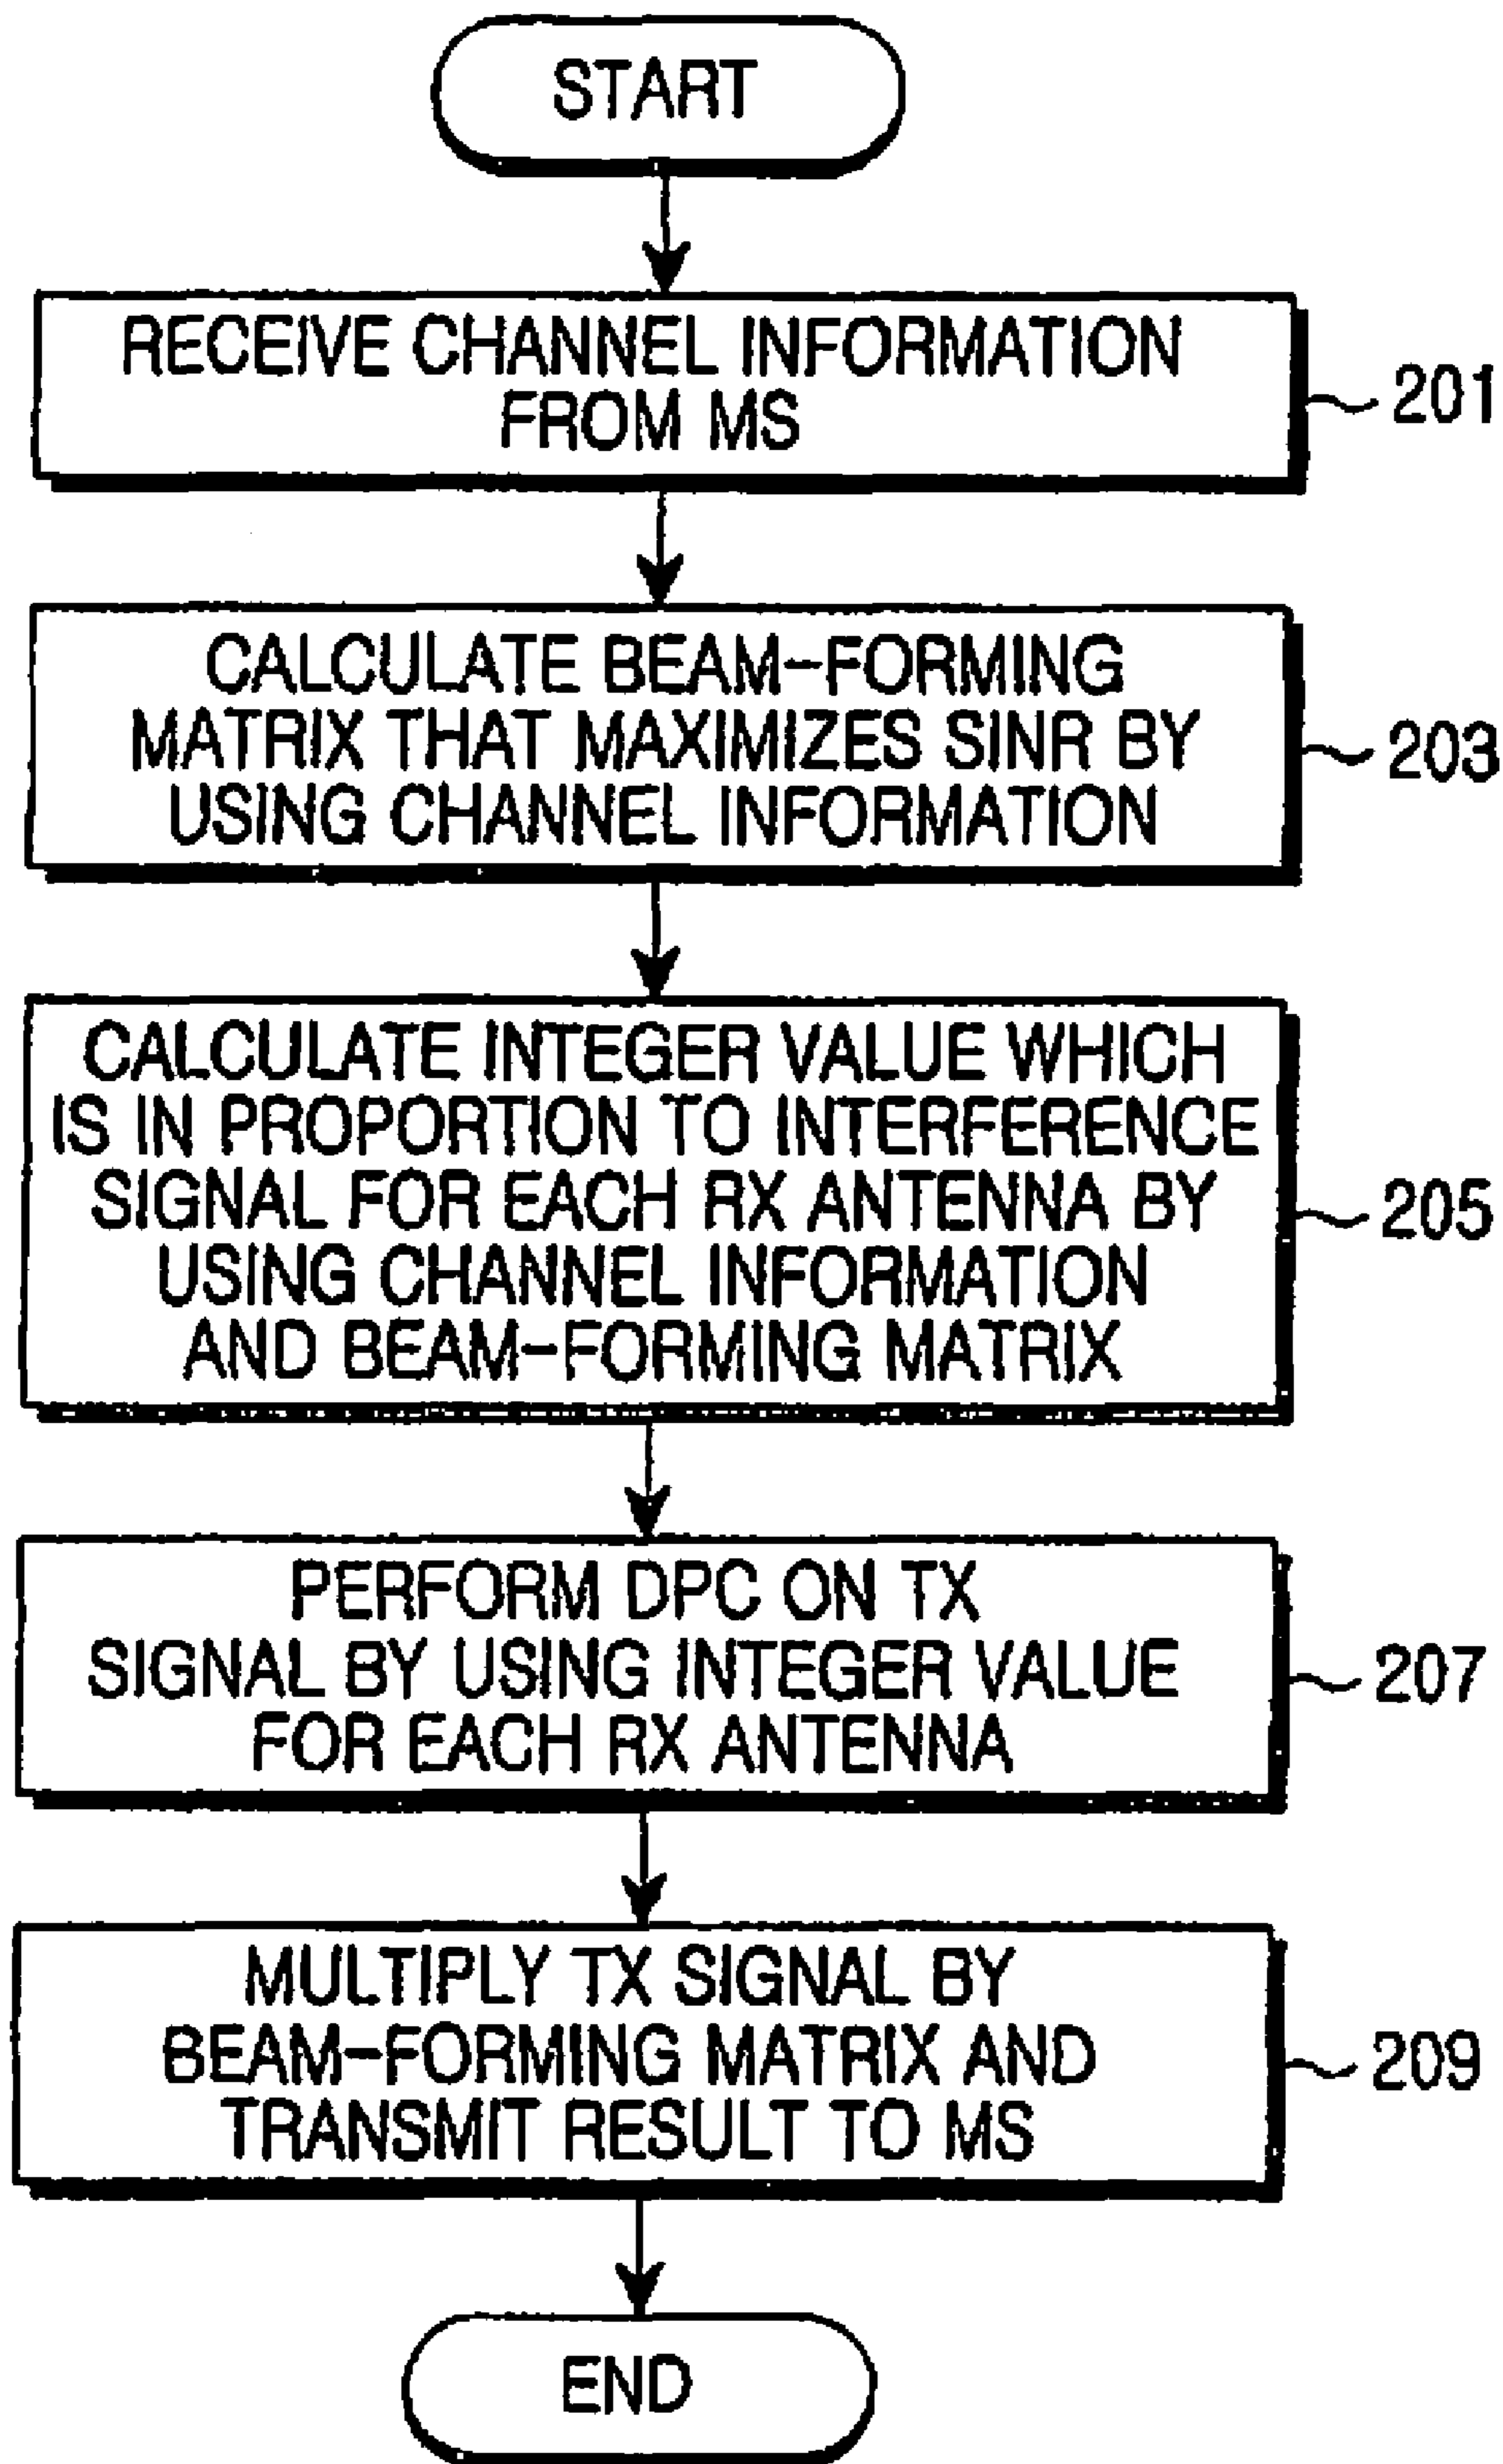 START
RECEIVE CHANNEL INFORMATION
FROM MS
201
CALCULATE BEAM-FORMING
MATRIX THAT MAXIMIZES SINR BY
USING CHANNEL INFORMATION
203
CALCULATE INTEGER VALUE WHICH
IS IN PROPORTION TO INTERFERENCE
SIGNAL FOR EACH RX ANTENNA BY
USING CHANNEL INFORMATION
AND BEAM-FORMING MATRIX
205
PERFORM DPC ON TX
SIGNAL BY USING INTEGER VALUE
FOR EACH RX ANTENNA
207
MULTIPLY TX SIGNAL BY
BEAM-FORMING MATRIX AND
TRANSMIT RESULT TO MS
209
END